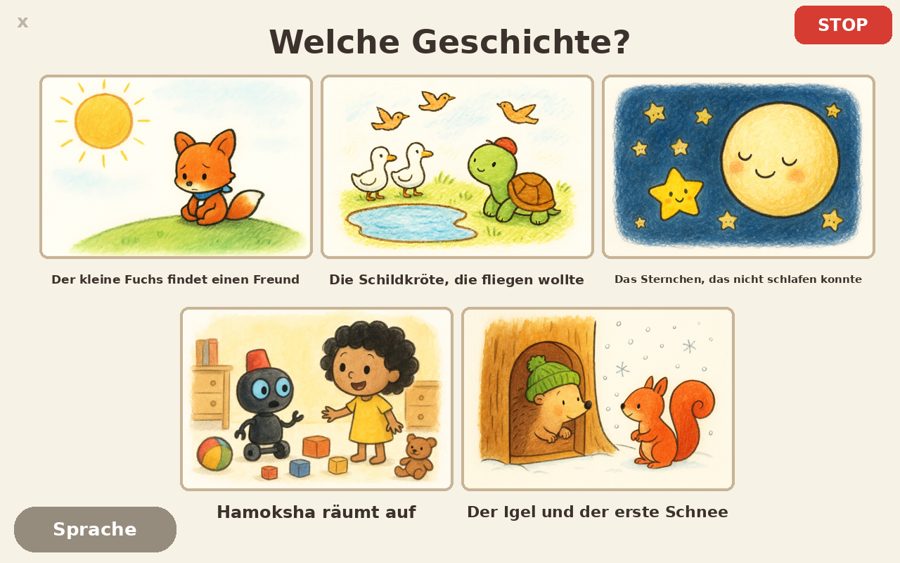 x
STOP
Welche Geschichte?
Der kleine Fuchs findet einen Freund
Die Schildkröte, die fliegen wollte
Das Sternchen, das nicht schlafen konnte
Hamoksha räumt auf
Der Igel und der erste Schnee
Sprache